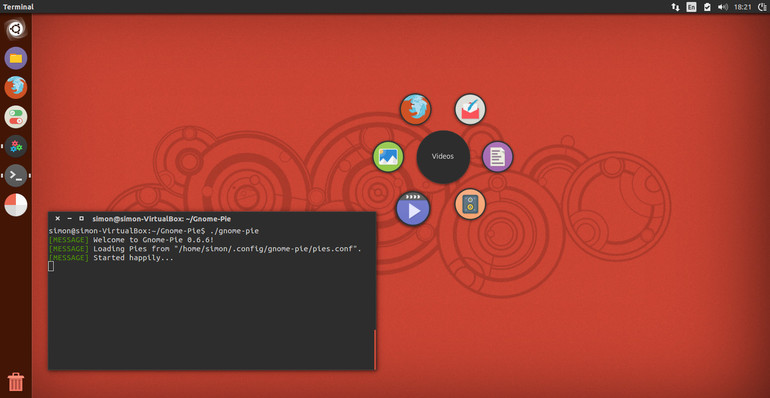 Terminal
En
18:21
Videos
simon@simon-VirtualBox: ~/Gnome-Pie
simon@simon-VirtualBox:~/Gnome-Pie$ ./gnome-pie
[MESSAGE] Welcome to Gnome-Pie 0.6.6!
[MESSAGE] Loading Pies from "/home/simon/.config/gnome-pie/pies.conf".
[MESSAGE] Started happily...